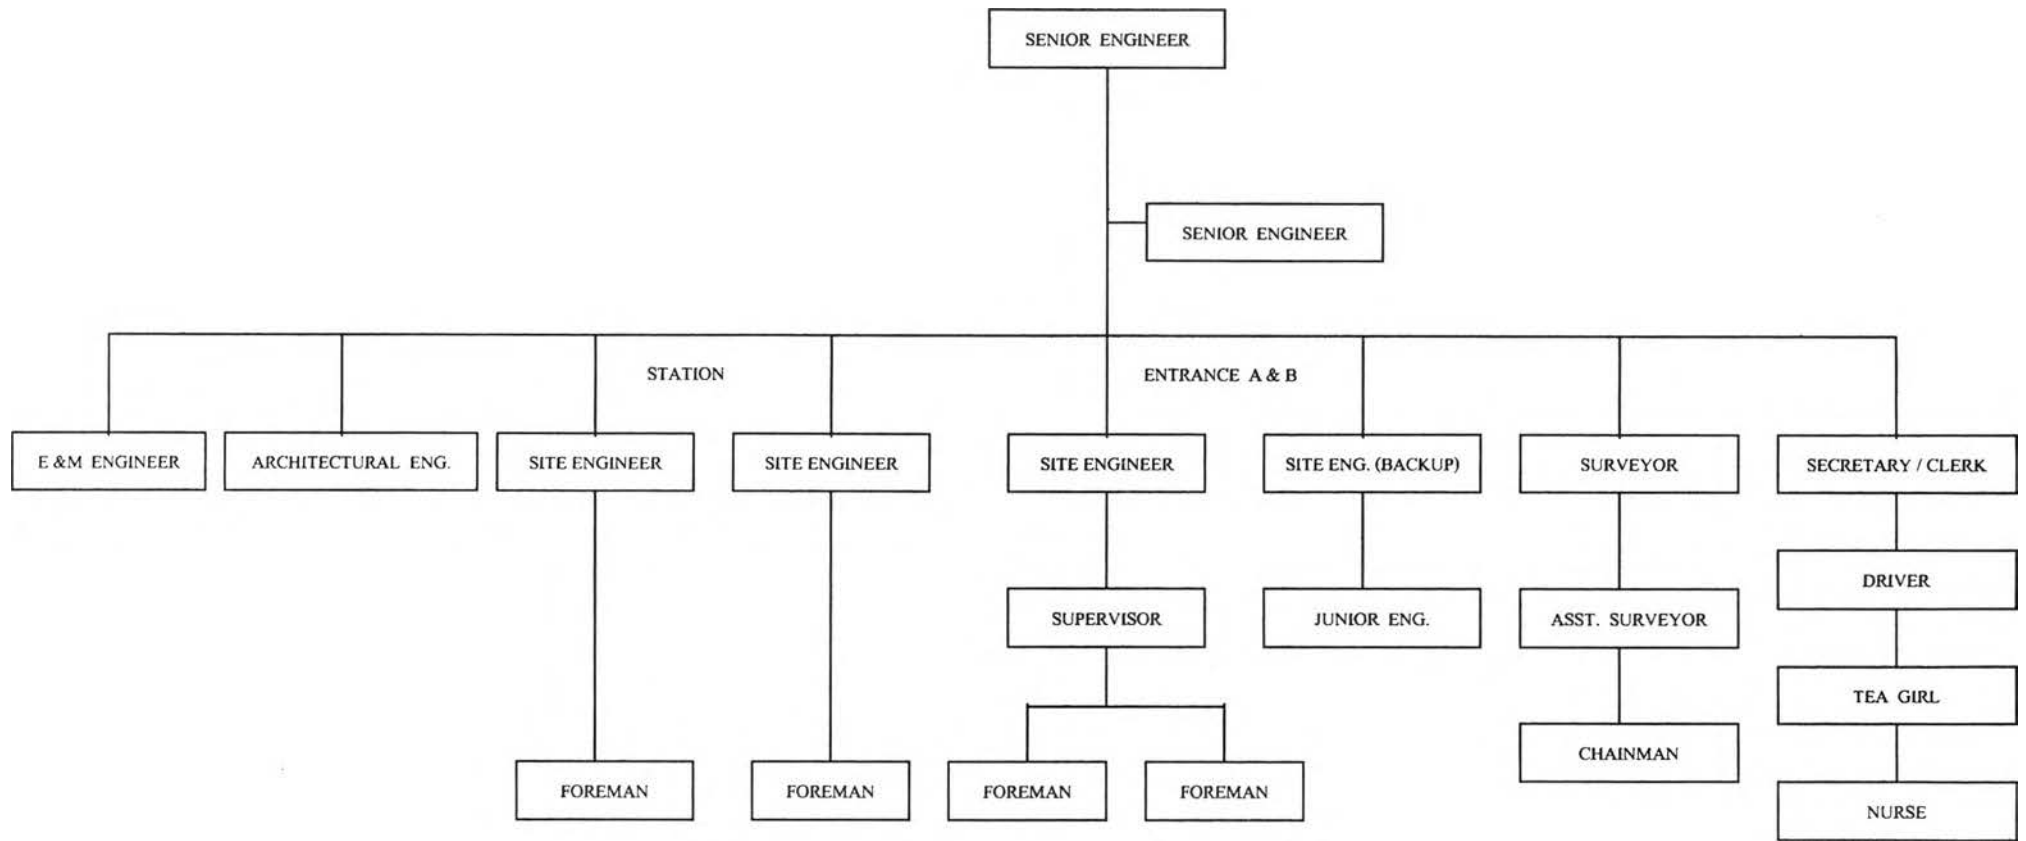 SENIOR ENGINEER
SENIOR ENGINEER
STATION
ENTRANCE A & B
E &M ENGINEER
ARCHITECTURAL ENG.
SITE ENGINEER
SITE ENGINEER
SITE ENGINEER
SITE ENG. (BACKUP)
SURVEYOR
SECRETARY / CLERK
DRIVER
SUPERVISOR
JUNIOR ENG.
ASST. SURVEYOR
TEA GIRL
CHAINMAN
FOREMAN
FOREMAN
FOREMAN
FOREMAN
NURSE